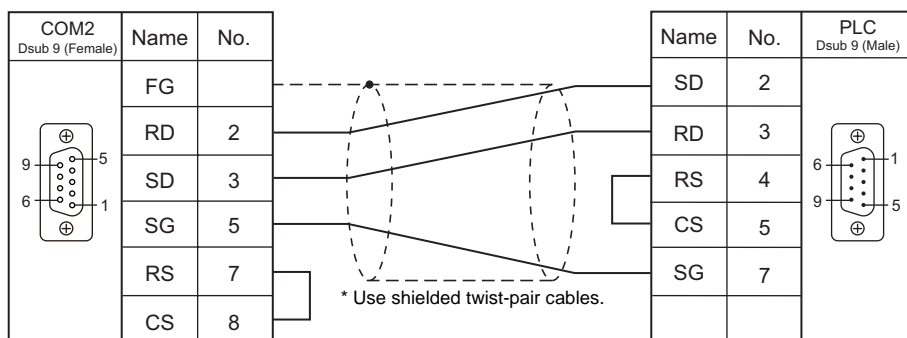 COM2
Dsub 9 (Female)
Name No.
FG
RD 2
SD 3
SG 5
RS 7
CS 8
9
5
6
1
* Use shielded twist-pair cables.
Name No.
PLC
Dsub 9 (Male)
SD 2
RD 3
RS 4
CS 5
SG 7
6
1
9
5